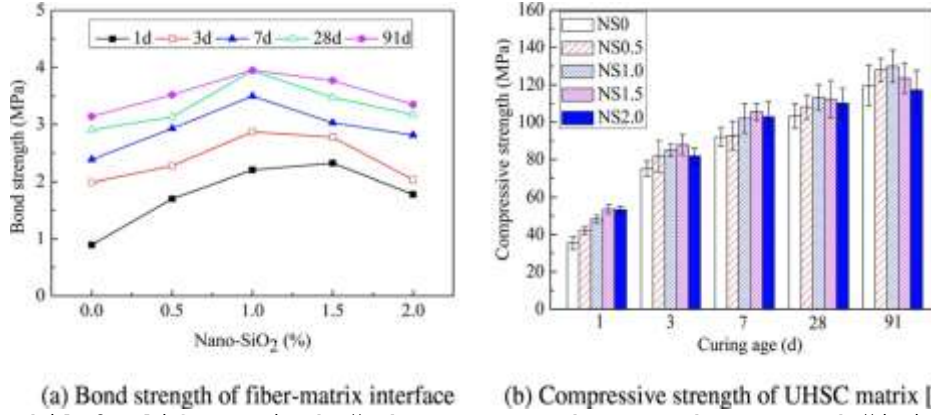 5
4
3
2
1
0
Bond strength (MPa)
1d 3d 7d 28d 91d
0.0 0.5 1.0 1.5 2.0
Nano-SiO2 (%)
(a) Bond strength of fiber-matrix interface
160
140
120
100
80
60
40
20
0
Compressive strength (MPa)
NS0
NS0.5
NS1.0
NS1.5
NS2.0
1 3 7 28 91
Curing age (d)
(b) Compressive strength of UHSC matrix [